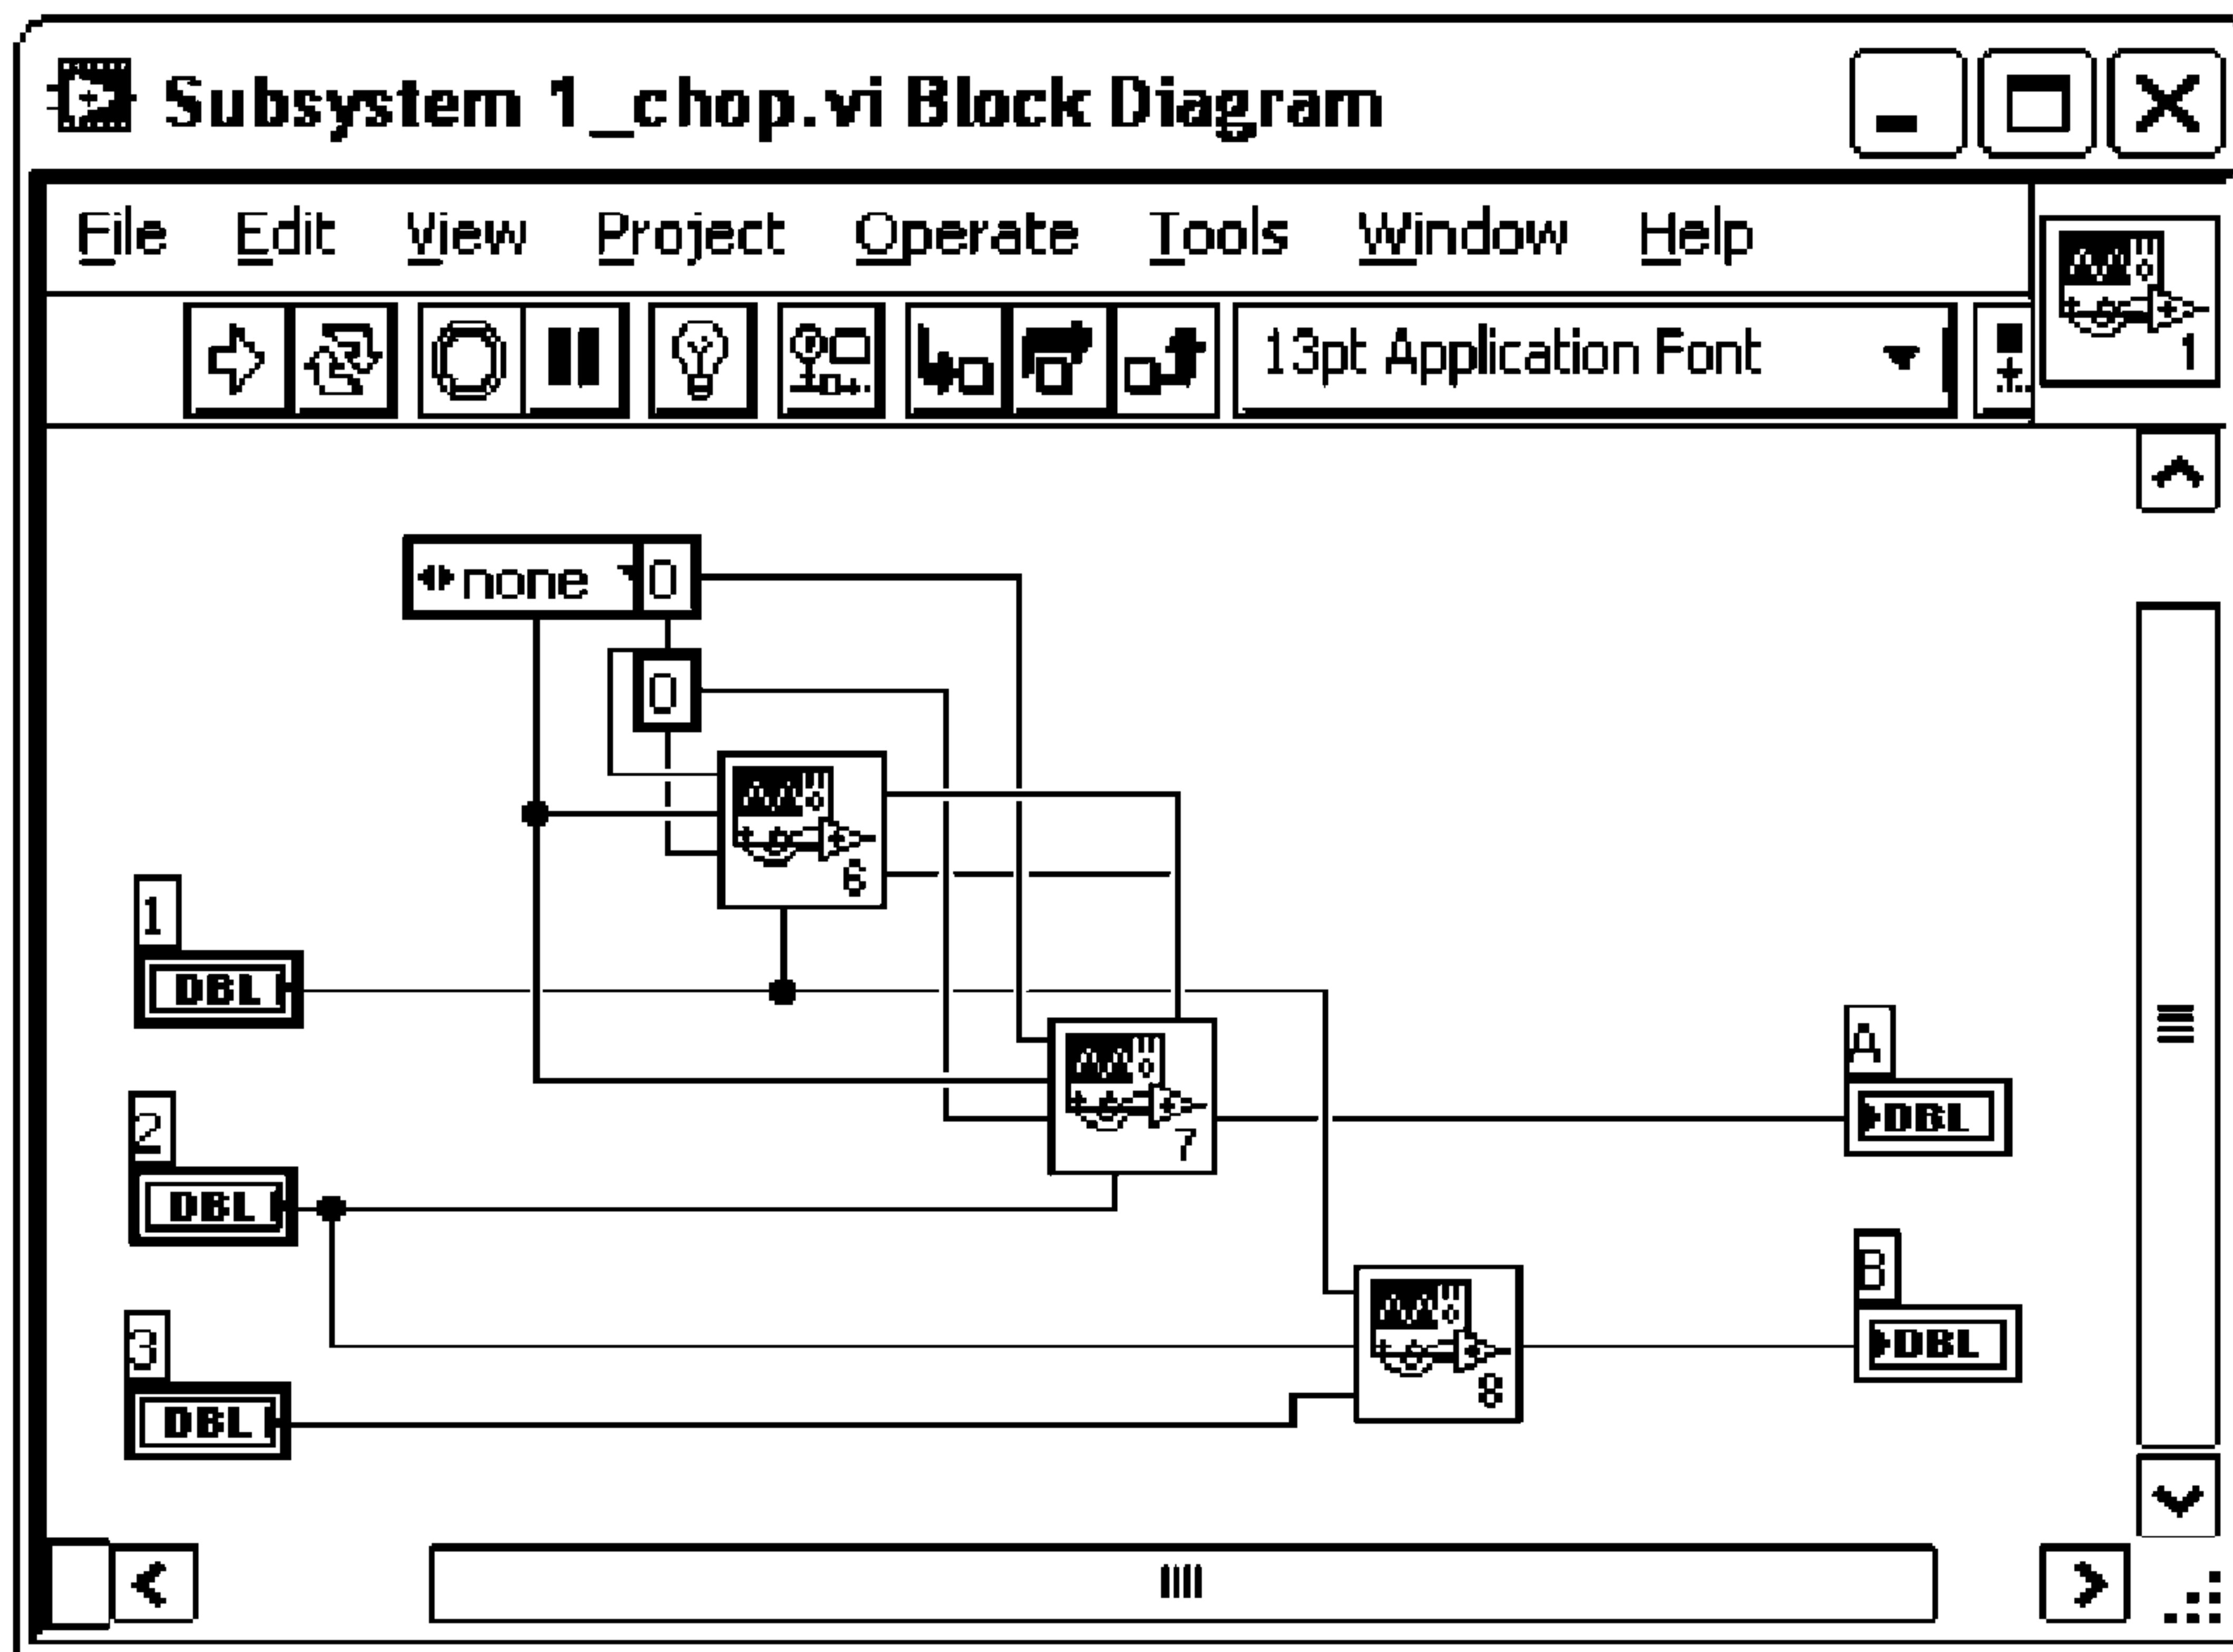 Subsystem 1_chop.vi Block Diagram
File Edit View Project Operate Tools Window Help
13pt Application Font
1
none 0
0
6
1
DBL
A
DBL
7
2
DBL
B
DBL
3
DBL
8